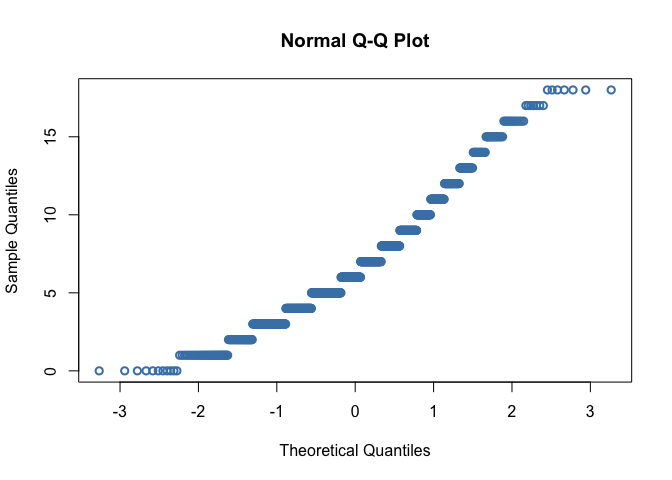 Normal Q-Q Plot
Sample Quantiles
15
10
5
0
-3 -2 -1 0 1 2 3
Theoretical Quantiles